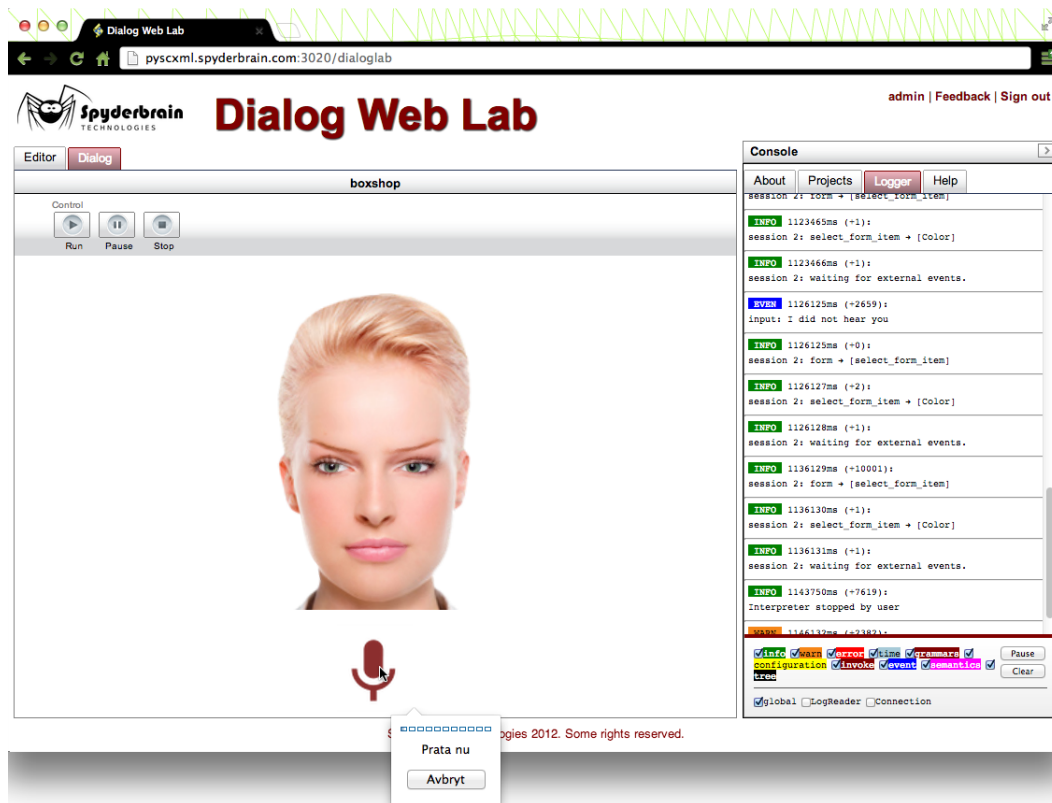 Dialog Web Lab
pyscxml.spyderbrain.com:3020/dialoglab
Spyderbrain
TECHNOLOGIES
Dialog Web Lab
admin | Feedback | Sign out
Editor
Dialog
boxshop
Control
Run
Pause
Stop
Console
About
Projects
Logger
Help
session 2: form → [select_form_item]
INFO 1123465ms (+1):
session 2: select_form_item → [Color]
INFO 1123466ms (+1):
session 2: waiting for external events.
EVEN 1126125ms (+2659):
input: I did not hear you
INFO 1126125ms (+0):
session 2: form → [select_form_item]
INFO 1126127ms (+2):
session 2: select_form_item → [Color]
INFO 1126128ms (+1):
session 2: waiting for external events.
INFO 1136129ms (+10001):
session 2: form → [select_form_item]
INFO 1136130ms (+1):
session 2: select_form_item → [Color]
INFO 1136131ms (+1):
session 2: waiting for external events.
INFO 1143750ms (+7619):
Interpreter stopped by user
WARN 1146132ms (+2382):
info warn error time grammars
configuration invoke event semantics
tree
Pause
Clear
global LogReader Connection
ogies 2012. Some rights reserved.
Prata nu
Avbryt